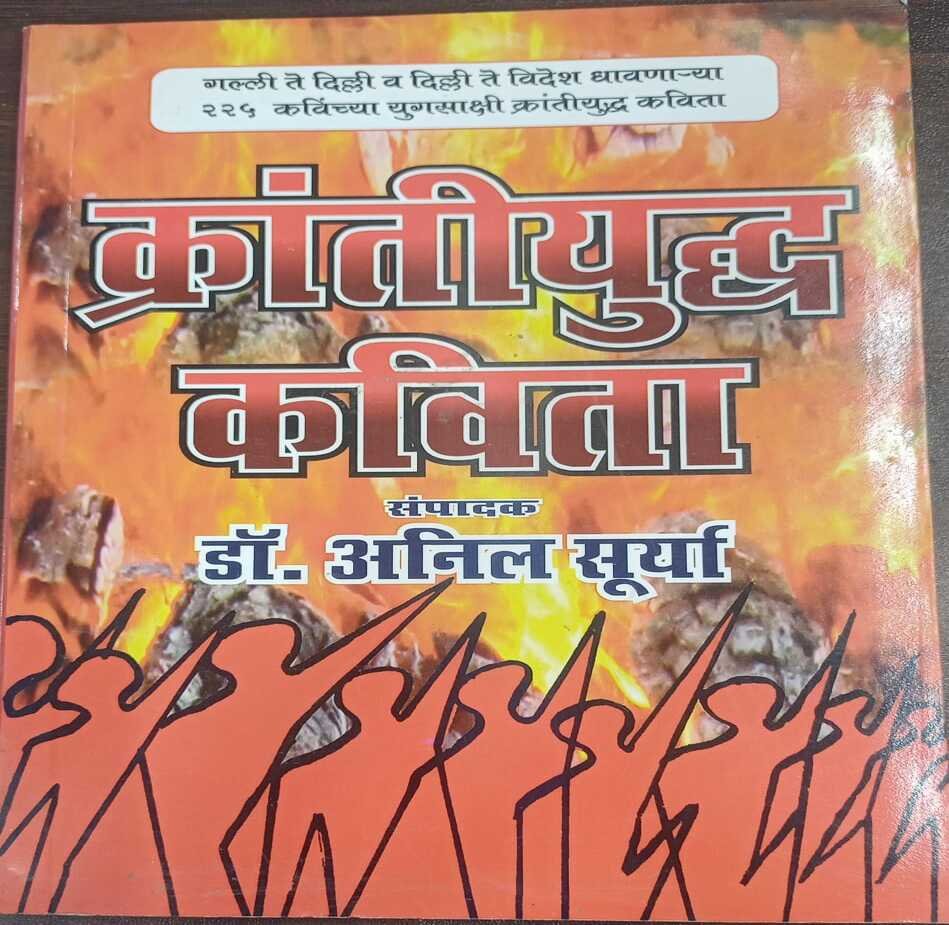 गल्ली ते दिल्ली व दिल्ली ते विदेश धावणाऱ्या
२२५ कविंच्या युगसाक्षी क्रांतीयुद्ध कविता
क्रांतीयुद्ध
कविता
संपादक
डॉ. अनिल सूर्या